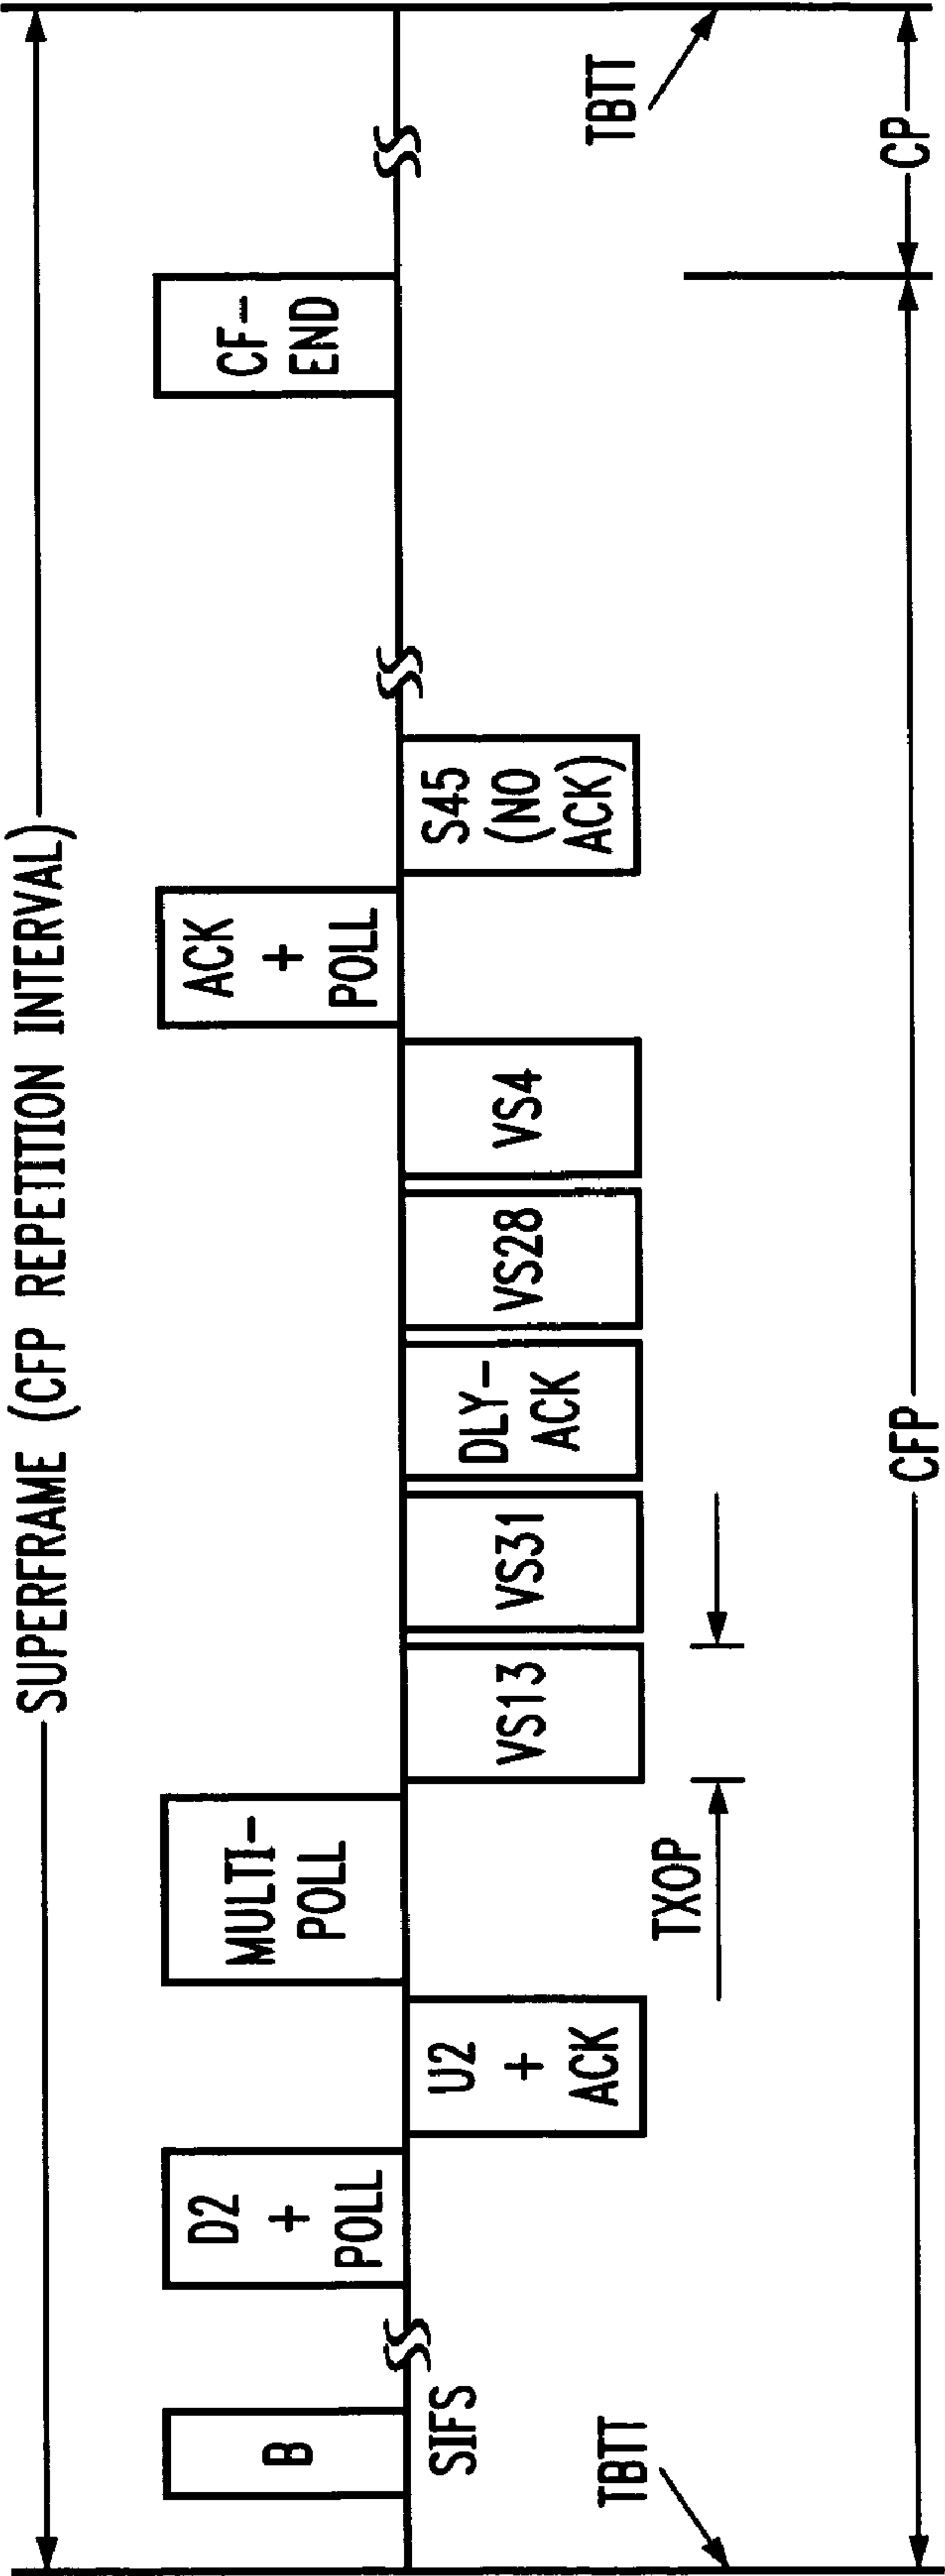 SUPERFRAME (CFP REPETITION INTERVAL)
B
D2
+
POLL
MULTI-
POLL
ACK
+
POLL
CF-
END
SIFS
U2
+
ACK
VS13
VS31
DLY-
ACK
VS28
VS4
S45
(NO
ACK)
TBTT
TXOP
TBTT
CFP
CP